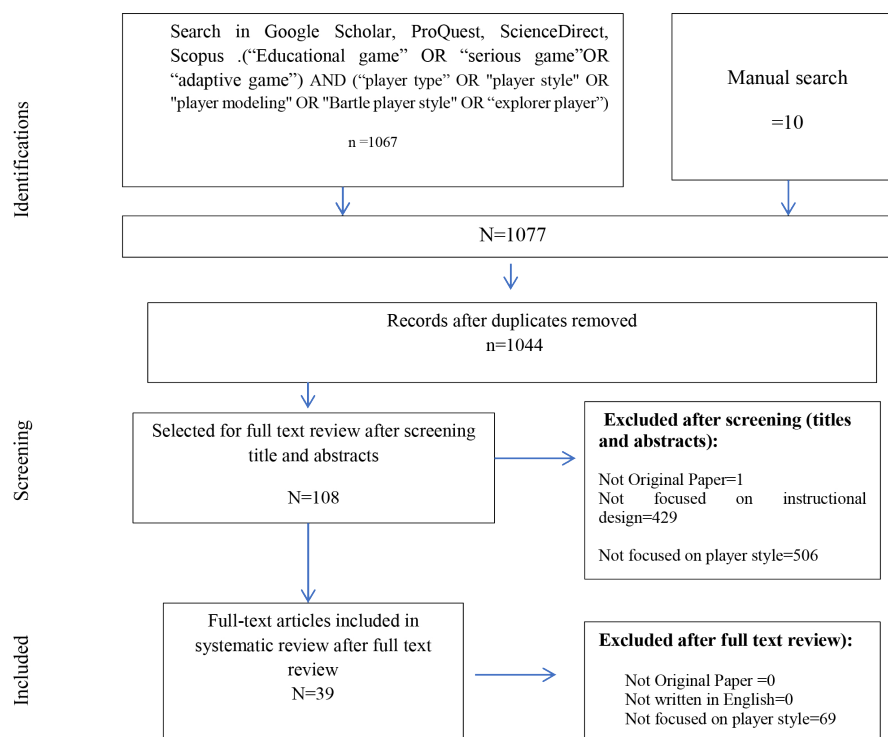 Identifications
Search in Google Scholar, ProQuest, ScienceDirect,
Scopus .(“Educational game” OR “serious game”OR
“adaptive game”) AND (“player type” OR "player style" OR
"player modeling" OR "Bartle player style" OR “explorer player”)
n =1067
Manual search
=10
N=1077
Records after duplicates removed
n=1044
Screening
Selected for full text review after screening
title and abstracts
N=108
Excluded after screening (titles
and abstracts):
Not Original Paper=1
Not focused on instructional
design=429
Not focused on player style=506
Included
Full-text articles included in
systematic review after full text
review
N=39
Excluded after full text review):
Not Original Paper =0
Not written in English=0
Not focused on player style=69